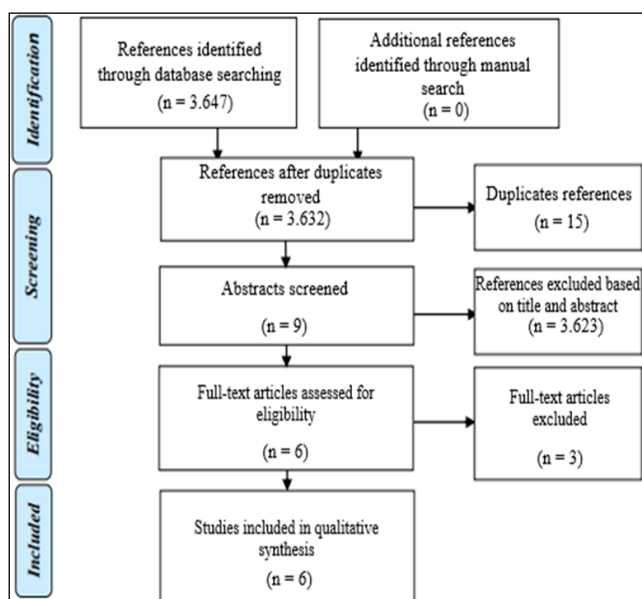 Identification
References identified
through database searching
(n = 3.647)
Additional references
identified through manual
search
(n = 0)
Screening
References after duplicates
removed
(n = 3.632)
Duplicates references
(n = 15)
Abstracts screened
(n = 9)
References excluded based
on title and abstract
(n = 3.623)
Eligibility
Full-text articles assessed for
eligibility
(n = 6)
Full-text articles
excluded
(n = 3)
Included
Studies included in qualitative
synthesis
(n = 6)